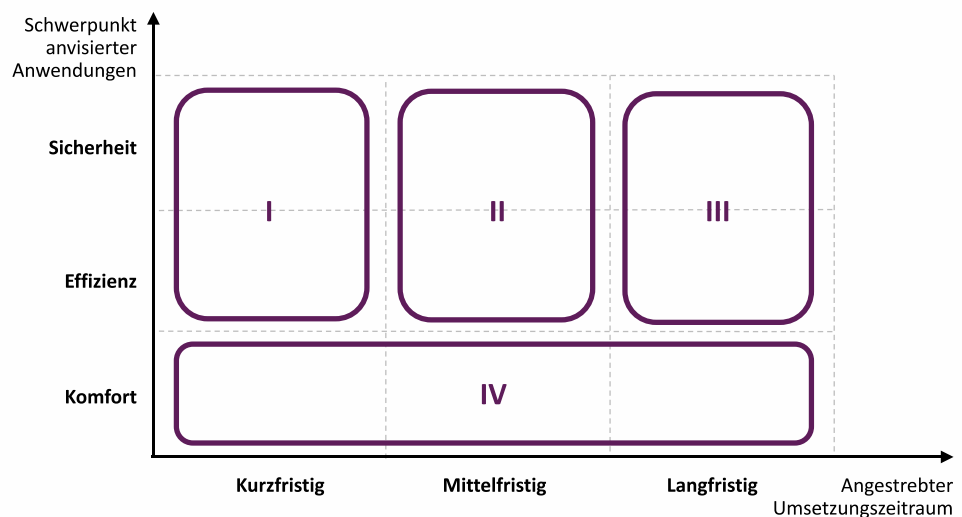 Schwerpunkt
anvisierter
Anwendungen
Sicherheit
I
II
III
Effizienz
Komfort
IV
Kurzfristig
Mittelfristig
Langfristig
Angestrebter
Umsetzungszeitraum